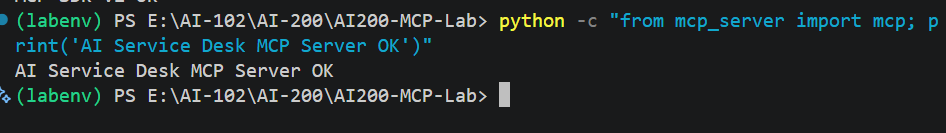 (labenv) PS E:\AI-102\AI-200\AI200-MCP-Lab> python -c "from mcp_server import mcp; p
rint('AI Service Desk MCP Server OK')"
AI Service Desk MCP Server OK
(labenv) PS E:\AI-102\AI-200\AI200-MCP-Lab>